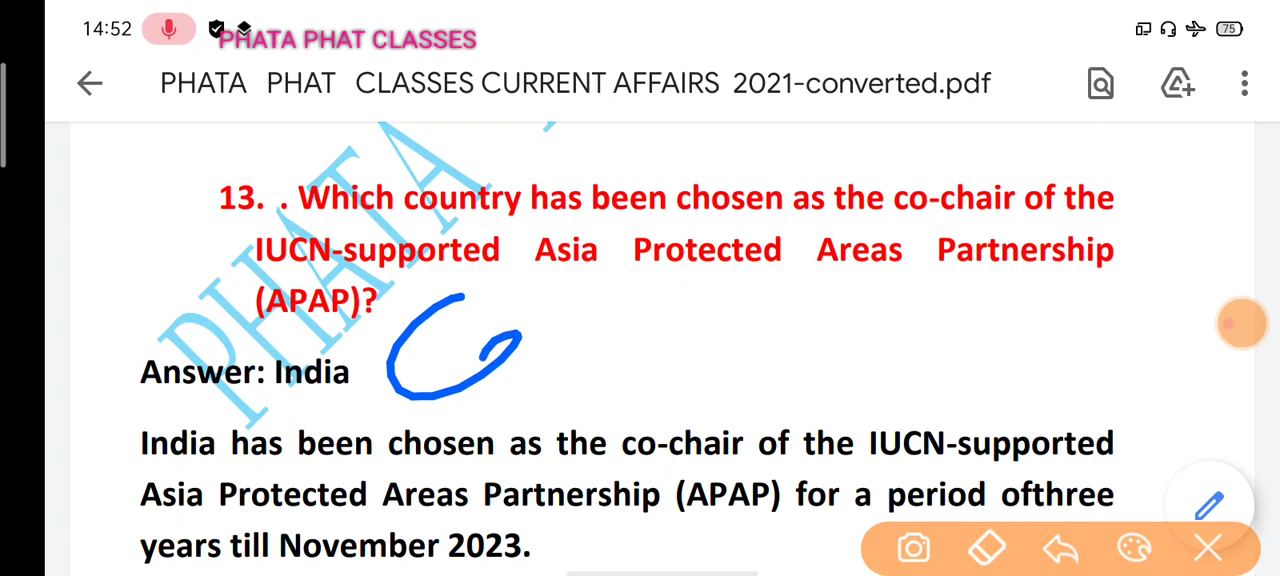 14:52
75
PHATA PHAT CLASSES
PHATA PHAT CLASSES CURRENT AFFAIRS 2021-converted.pdf
13. . Which country has been chosen as the co-chair of the
IUCN-supported Asia Protected Areas Partnership
(APAP)?
Answer: India
India has been chosen as the co-chair of the IUCN-supported
Asia Protected Areas Partnership (APAP) for a period ofthree
years till November 2023.
PHATA